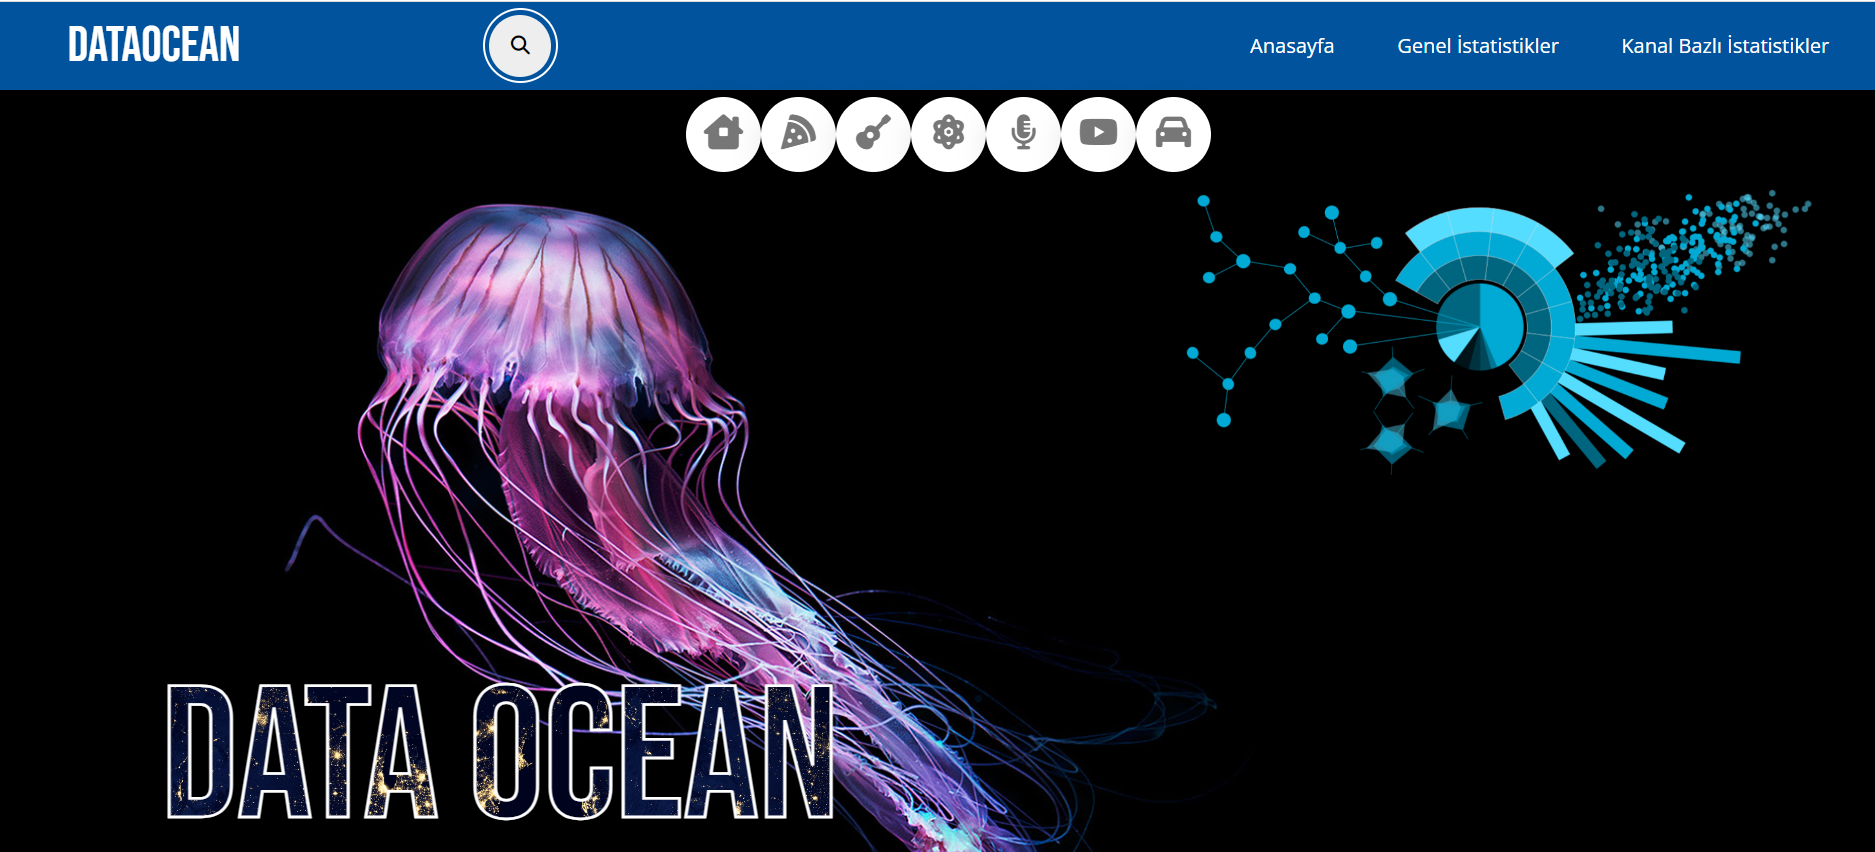 DATAOCEAN
Anasayfa
Genel İstatistikler
Kanal Bazlı İstatistikler
DATA OCEAN